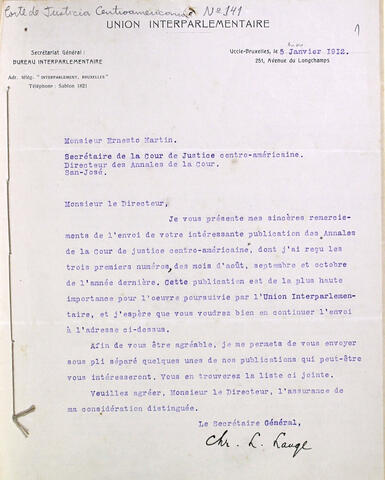 Corte de Justicia Centroamericana Nº 141
1
UNION INTERPARLEMENTAIRE
Secrétariat Général :
BUREAU INTERPARLEMENTAIRE
Adr. télég. "INTERPARLEMENT, BRUXELLES"
Téléphone : Sablon 1821
Uccle-Bruxelles, le 5 Janvier 1912.
251, Avenue du Longchamps
Monsieur Ernesto Martin.
Secrétaire de la Cour de Justice centro-américaine.
Directeur des Annales de la Cour.
San-José.
Monsieur le Directeur,
Je vous présente mes sincères remercie-
ments de l'envoi de votre intéressante publication des Annales
de la Cour de justice centro-américaine, dont j'ai reçu les
trois premiers numéros, des mois d'août, septembre et octobre
de l'année dernière. Cette publication est de la plus haute
importance pour l'oeuvre poursuivie par l'Union Interparlemen-
taire, et j'espère que vous voudrez bien en continuer l'envoi
à l'adresse ci-dessus.
Afin de vous être agréable, je me permets de vous envoyer
sous pli séparé quelques unes de nos publications qui peut-être
vous intéresseront. Vous en trouverez la liste ci jointe.
Veuillez agréer, Monsieur le Directeur, l'assurance de
ma considération distinguée.
Le Secrétaire Général,
Chr. L. Lange